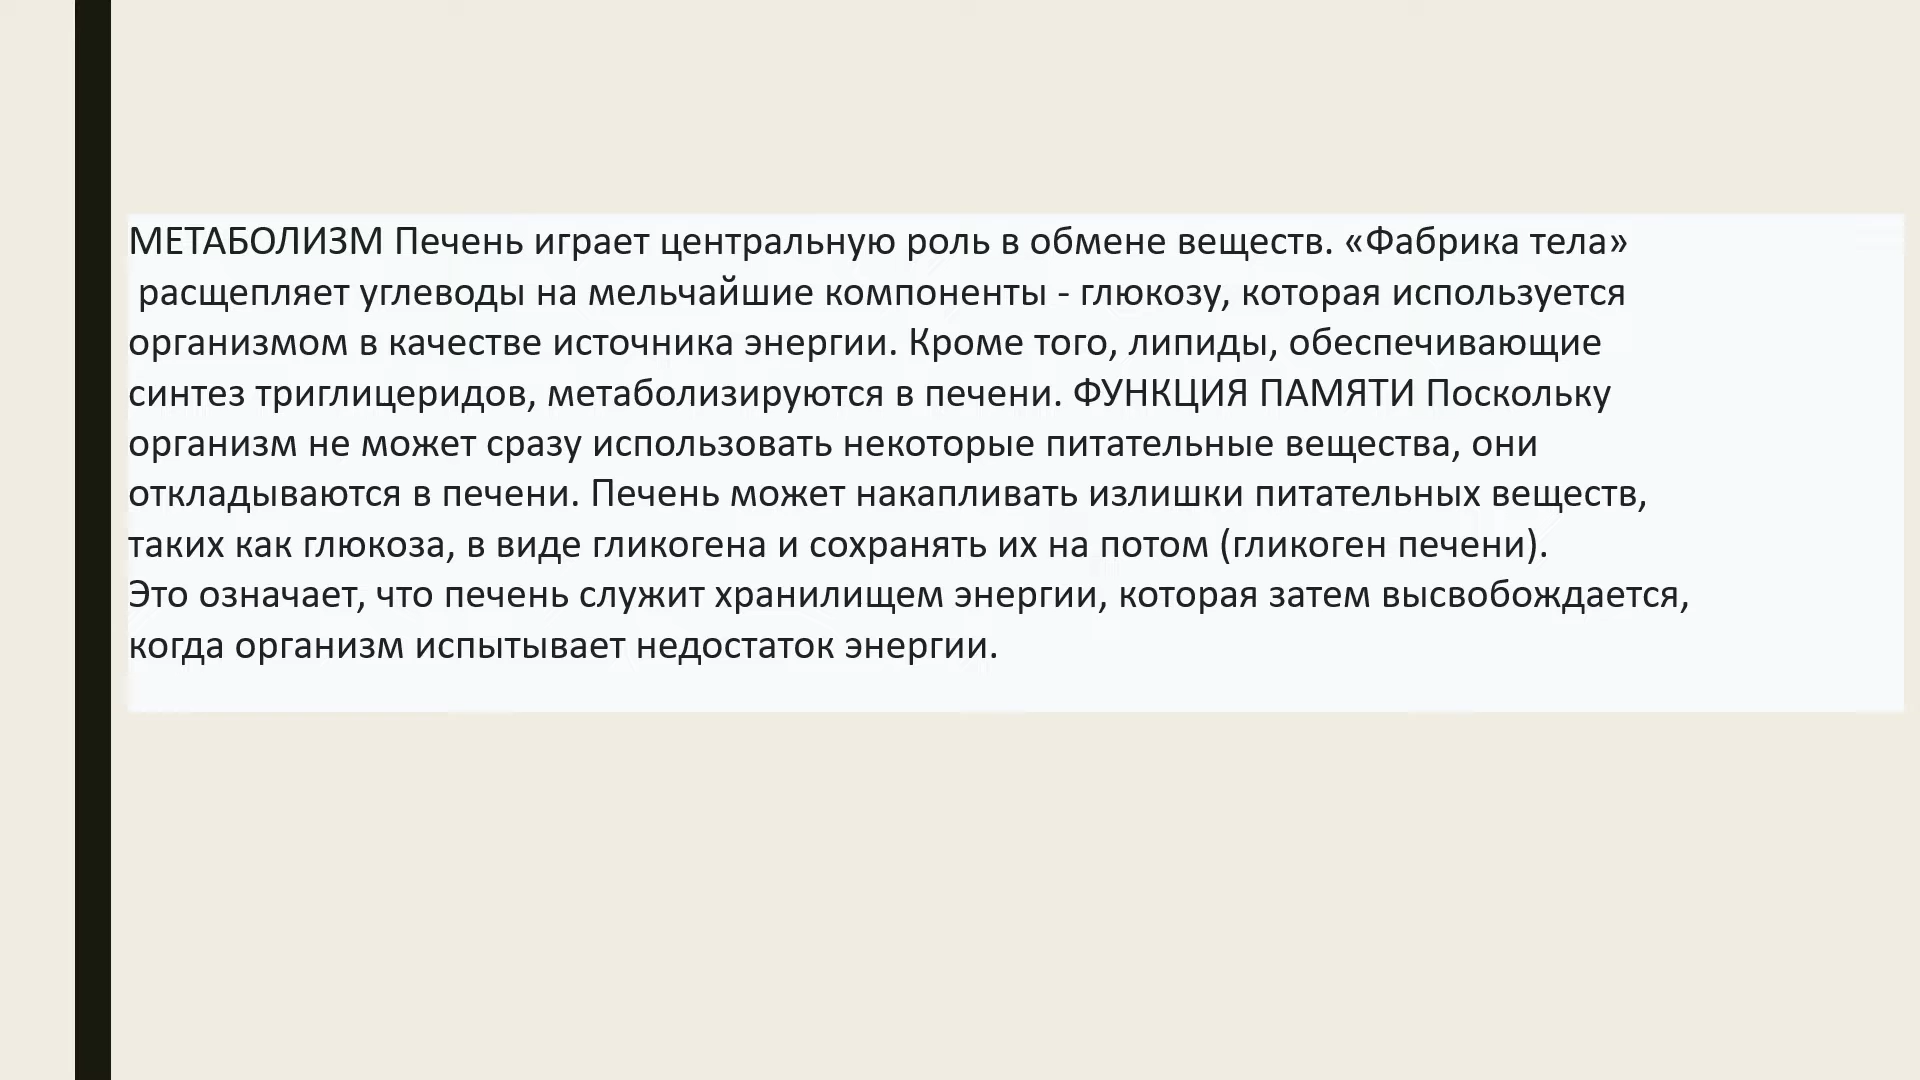 МЕТАБОЛИЗМ Печень играет центральную роль в обмене веществ. «Фабрика тела»
расщепляет углеводы на мельчайшие компоненты - глюкозу, которая используется
организмом в качестве источника энергии. Кроме того, липиды, обеспечивающие
синтез триглицеридов, метаболизируются в печени. ФУНКЦИЯ ПАМЯТИ Поскольку
организм не может сразу использовать некоторые питательные вещества, они
откладываются в печени. Печень может накапливать излишки питательных веществ,
таких как глюкоза, в виде гликогена и сохранять их на потом (гликоген печени).
Это означает, что печень служит хранилищем энергии, которая затем высвобождается,
когда организм испытывает недостаток энергии.